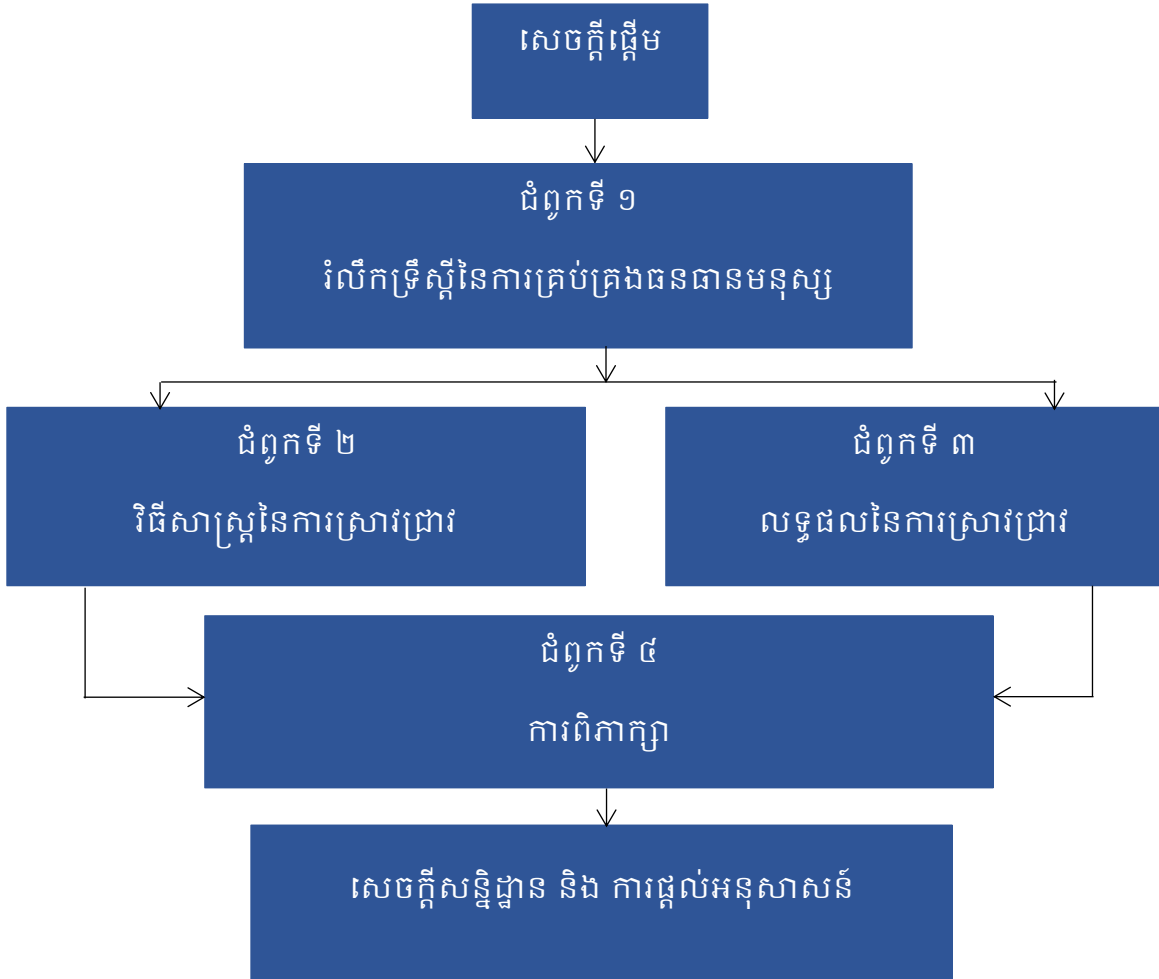 សេចក្តីផ្តើម
ជំពូកទី ១
រំលឹកទ្រឹស្តីនៃការគ្រប់គ្រងធនធានមនុស្ស
ជំពូកទី ២
វិធីសាស្ត្រនៃការស្រាវជ្រាវ
ជំពូកទី ៣
លទ្ធផលនៃការស្រាវជ្រាវ
ជំពូកទី ៤
ការពិភាក្សា
សេចក្តីសន្និដ្ឋាន និង ការផ្តល់អនុសាសន៍